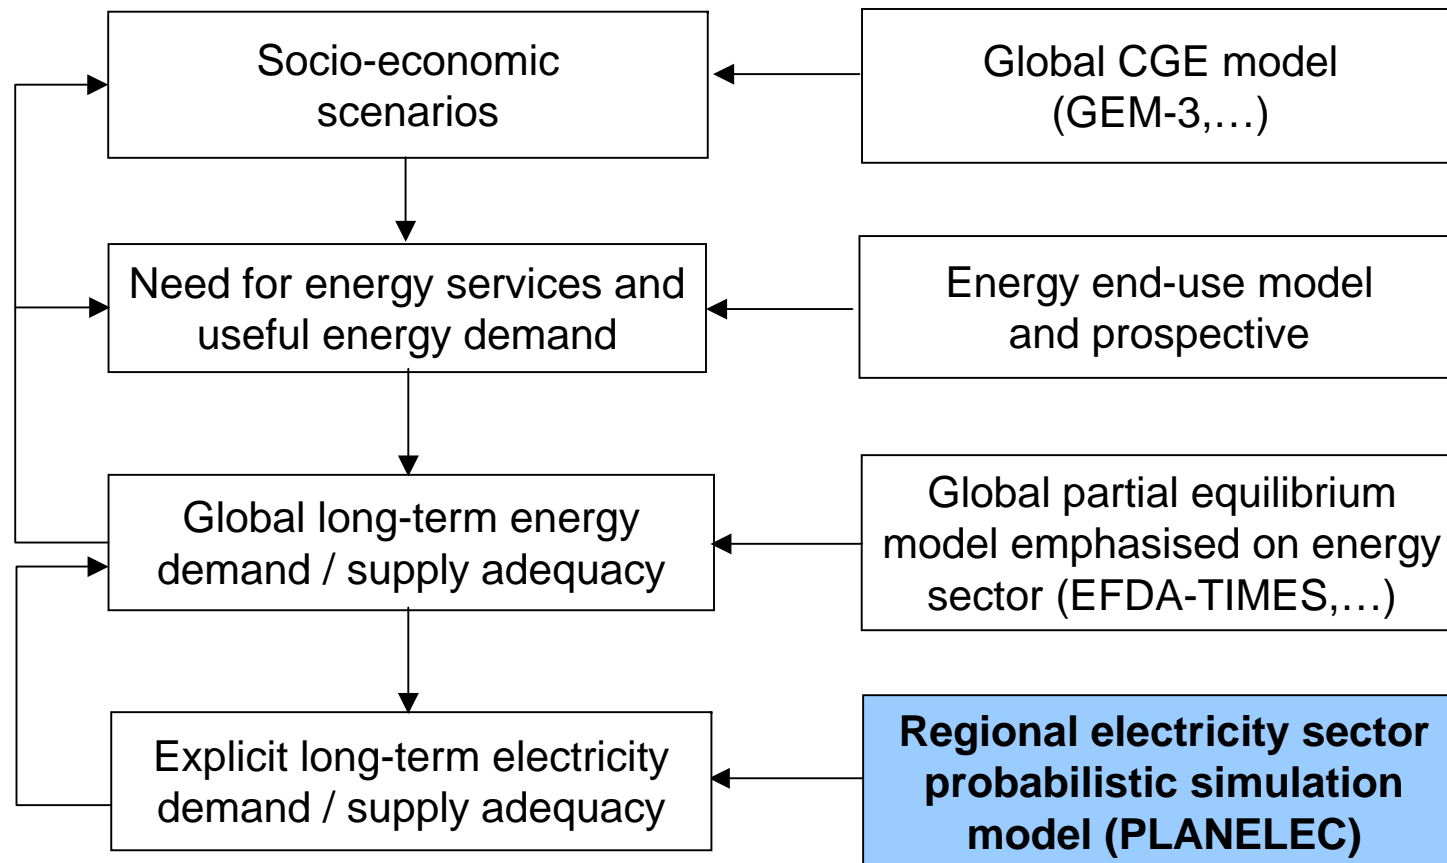 Socio-economic
scenarios
Global CGE model
(GEM-3,…)
Need for energy services and
useful energy demand
Energy end-use model
and prospective
Global long-term energy
demand / supply adequacy
Global partial equilibrium
model emphasised on energy
sector (EFDA-TIMES,…)
Explicit long-term electricity
demand / supply adequacy
Regional electricity sector
probabilistic simulation
model (PLANELEC)